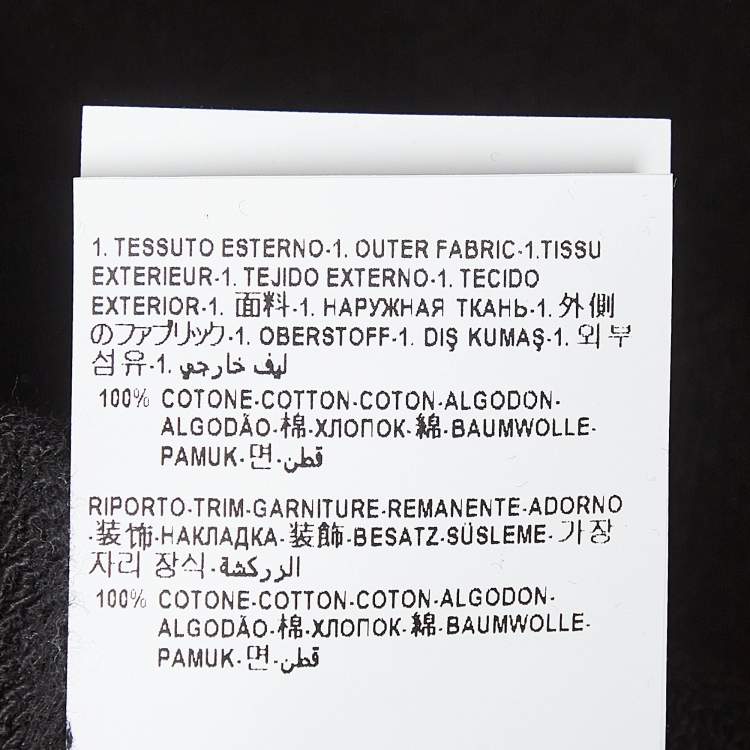 1. TESSUTO ESTERNO-1. OUTER FABRIC-1.TISSU
EXTERIEUR-1. TEJIDO EXTERNO-1. TECIDO
EXTERIOR-1. 面料-1. НАРУЖНАЯ ТКАНЬ-1. 外側
のファブリック-1. OBERSTOFF-1. DIŞ KUMAŞ-1. 외부
섬유-1. ليف خارجي
100% COTONE-COTTON-COTON-ALGODON-
ALGODÃO-棉-ХЛОПОК-綿-BAUMWOLLE-
PAMUK-면-قطن
RIPORTO-TRIM-GARNITURE-REMANENTE-ADORNO
-装饰-НАКЛАДКА-装飾-BESATZ-SÜSLEME-가장
자리 장식-الزركشة
100% COTONE-COTTON-COTON-ALGODON-
ALGODÃO-棉-ХЛОПОК-綿-BAUMWOLLE-
PAMUK-면-قطن